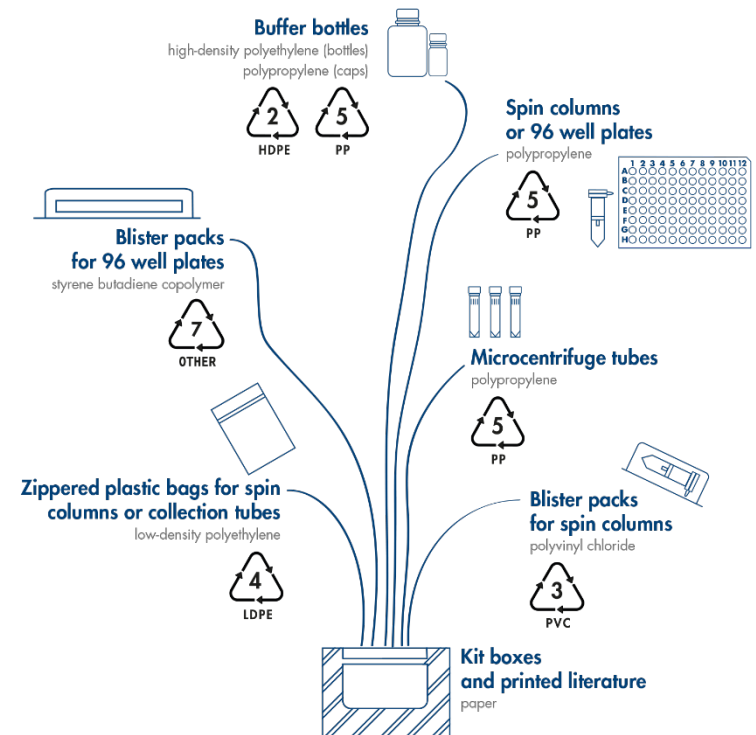 Buffer bottles
high-density polyethylene (bottles)
polypropylene (caps)
2
HDPE
5
PP
Spin columns
or 96 well plates
polypropylene
5
PP
1 2 3 4 5 6 7 8 9 10 11 12
A
B
C
D
E
F
G
H
Blister packs
for 96 well plates
styrene butadiene copolymer
7
OTHER
Microcentrifuge tubes
polypropylene
5
PP
Zippered plastic bags for spin
columns or collection tubes
low-density polyethylene
4
LDPE
Blister packs
for spin columns
polyvinyl chloride
3
PVC
Kit boxes
and printed literature
paper